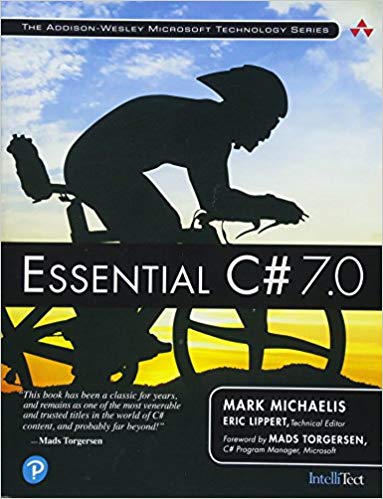 THE ADDISON-WESLEY MICROSOFT TECHNOLOGY SERIES
ESSENTIAL C# 7.0
"This book has been a classic for years,
and remains as one of the most venerable
and trusted titles in the world of C#
content, and probably far beyond!"
— Mads Torgersen
MARK MICHAELIS
ERIC LIPPERT, Technical Editor
Foreword by MADS TORGERSEN,
C# Program Manager, Microsoft
P
IntelliTect